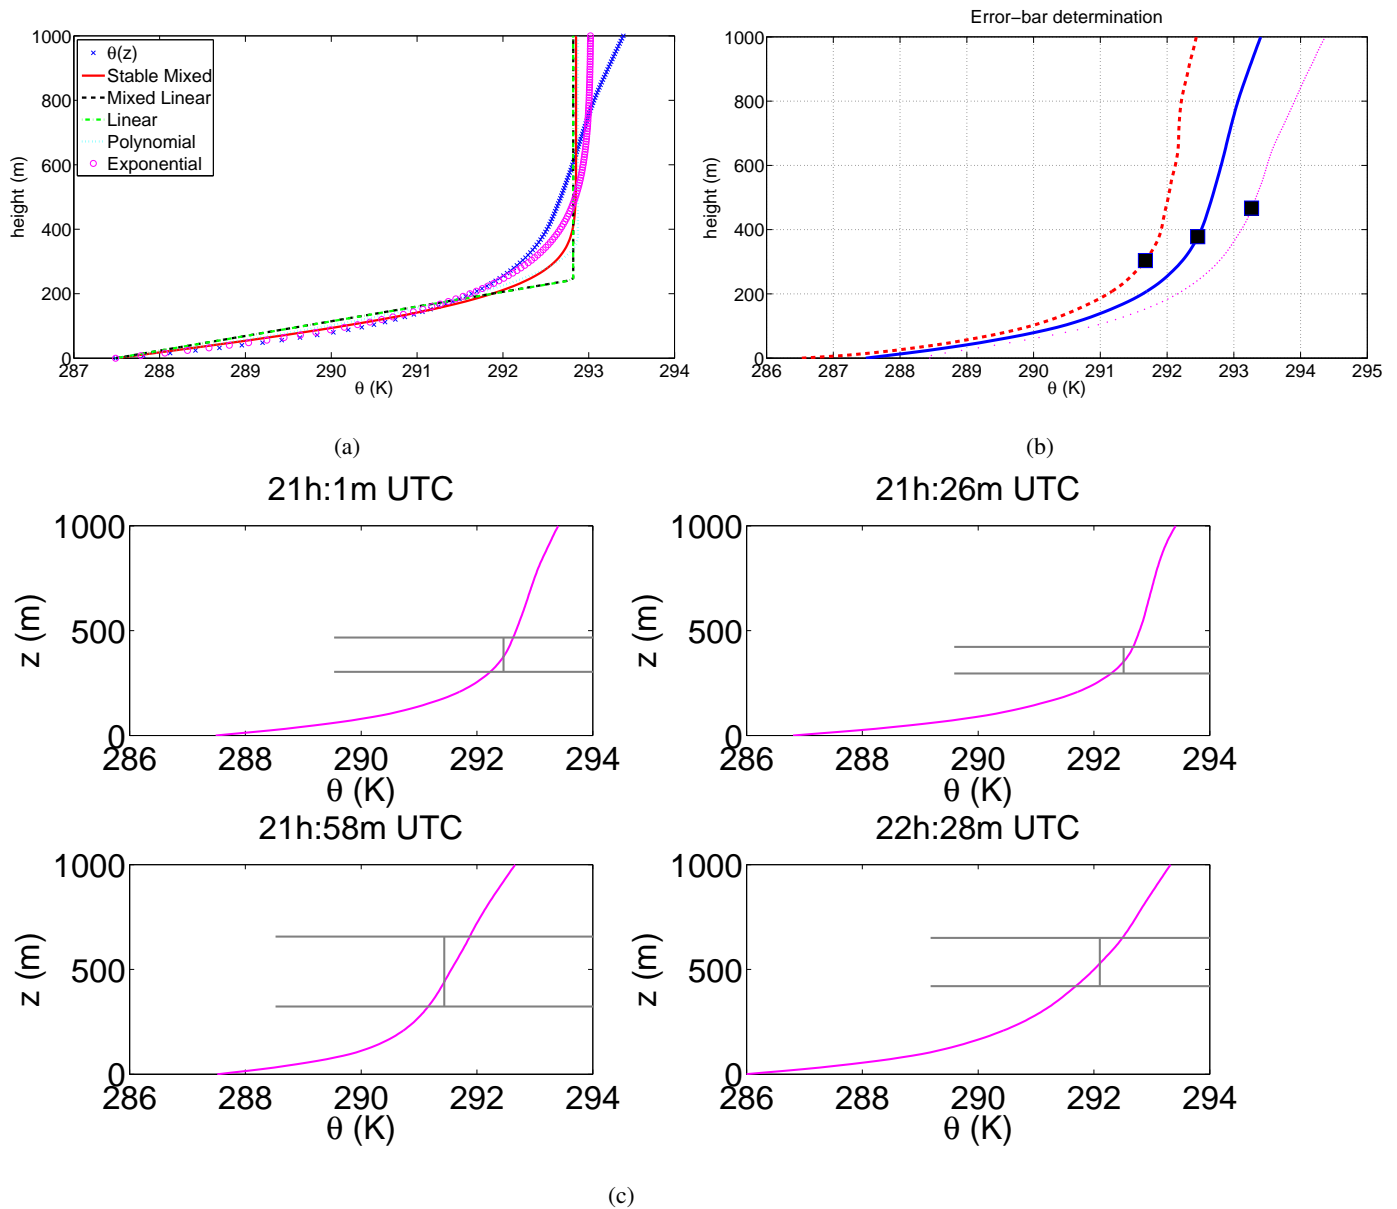 1000
800
600
400
200
0
height (m)
287 288 289 290 291 292 293 294
θ (K)
θ(z)
Stable Mixed
Mixed Linear
Linear
Polynomial
Exponential
(a)
Error−bar determination
1000
800
600
400
200
0
height (m)
286 287 288 289 290 291 292 293 294 295
θ (K)
(b)
21h:1m UTC
1000
500
0
z (m)
286 288 290 292 294
θ (K)
21h:26m UTC
1000
500
0
z (m)
286 288 290 292 294
θ (K)
21h:58m UTC
1000
500
0
z (m)
286 288 290 292 294
θ (K)
22h:28m UTC
1000
500
0
z (m)
286 288 290 292 294
θ (K)
(c)